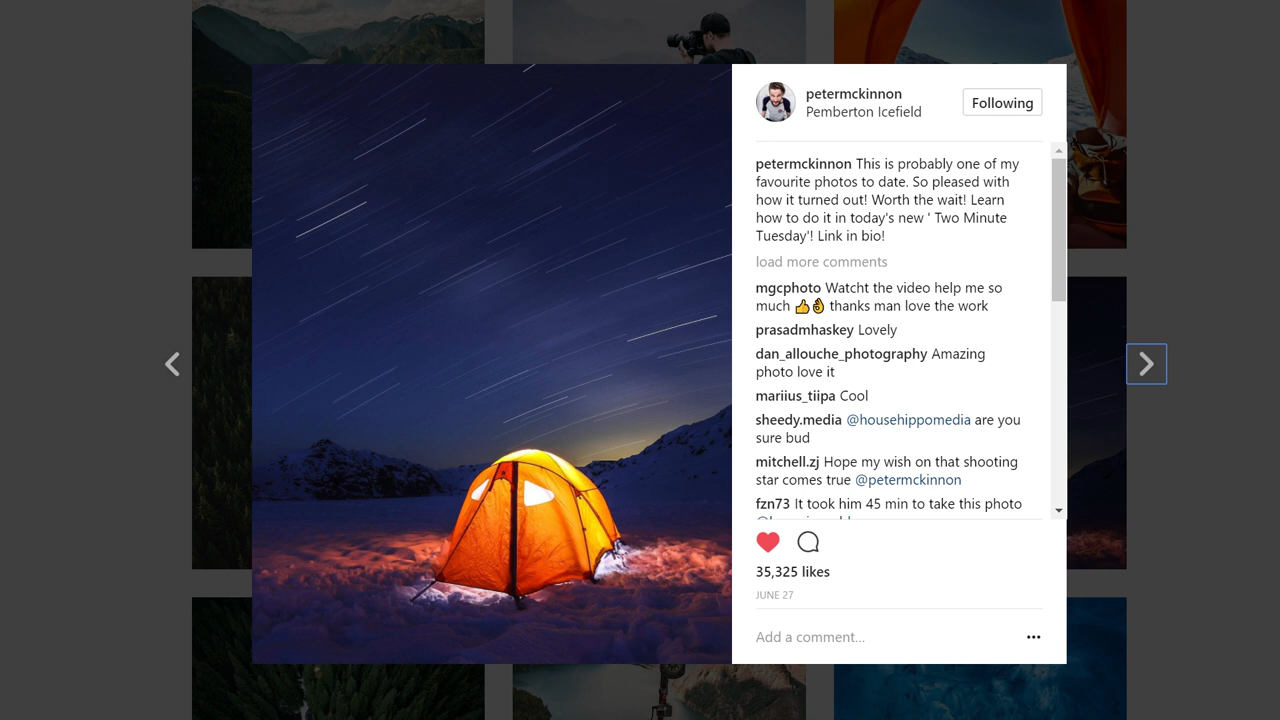 petermckinnon
Pemberton Icefield
Following
petermckinnon This is probably one of my
favourite photos to date. So pleased with
how it turned out! Worth the wait! Learn
how to do it in today's new ' Two Minute
Tuesday'! Link in bio!
load more comments
mgcphoto Watcht the video help me so
much 👍👌 thanks man love the work
prasadmhaskey Lovely
dan_allouche_photography Amazing
photo love it
mariius_tiipa Cool
sheedy.media @househippomedia are you
sure bud
mitchell.zj Hope my wish on that shooting
star comes true @petermckinnon
fzn73 It took him 45 min to take this photo
35,325 likes
JUNE 27
Add a comment...